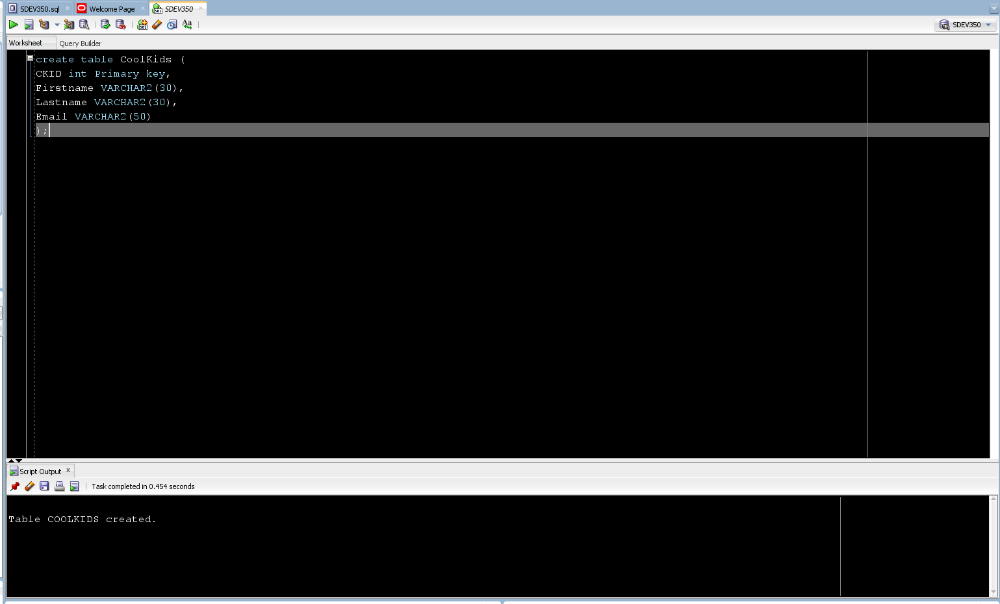 SDEV350.sql
Welcome Page
SDEV350
SDEV350
Worksheet
Query Builder
create table CoolKids (
CKID int Primary key,
Firstname VARCHAR2(30),
Lastname VARCHAR2(30),
Email VARCHAR2(50)
);
Script Output
Task completed in 0.454 seconds
Table COOLKIDS created.